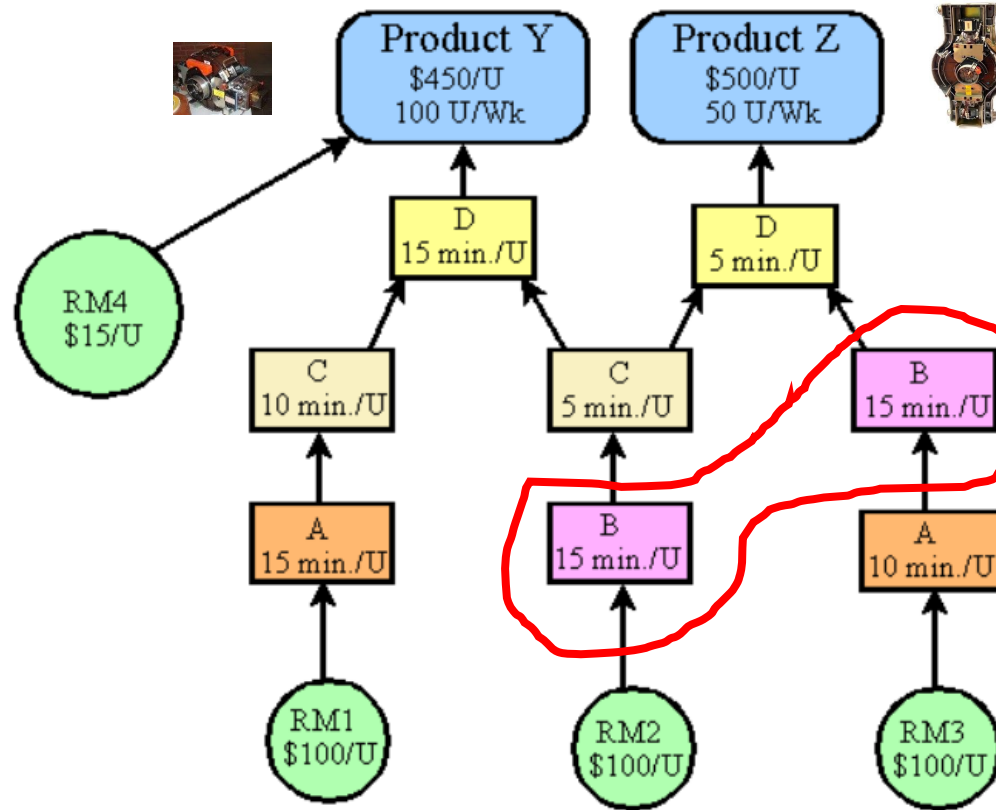 Product Y
$450/U
100 U/Wk
Product Z
$500/U
50 U/Wk
D
15 min./U
D
5 min./U
RM4
$15/U
C
10 min./U
C
5 min./U
B
15 min./U
A
15 min./U
B
15 min./U
A
10 min./U
RM1
$100/U
RM2
$100/U
RM3
$100/U